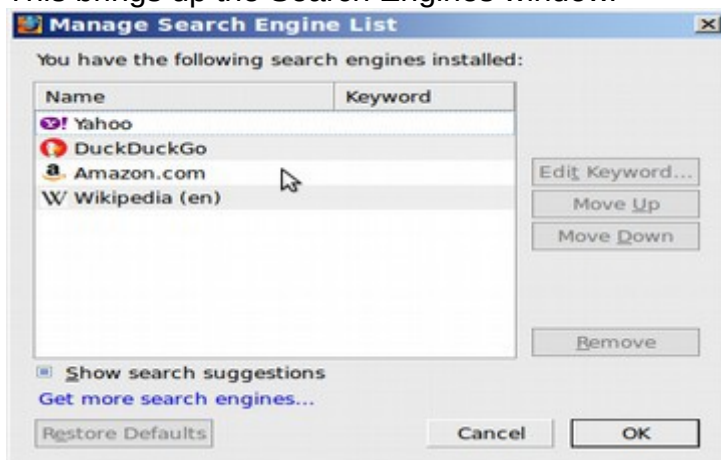 This brings up the Search Engines window.
Manage Search Engine List
You have the following search engines installed:
Name Keyword
Yahoo
DuckDuckGo
Amazon.com
Wikipedia (en)
Edit Keyword...
Move Up
Move Down
Remove
Show search suggestions
Get more search engines...
Restore Defaults Cancel OK